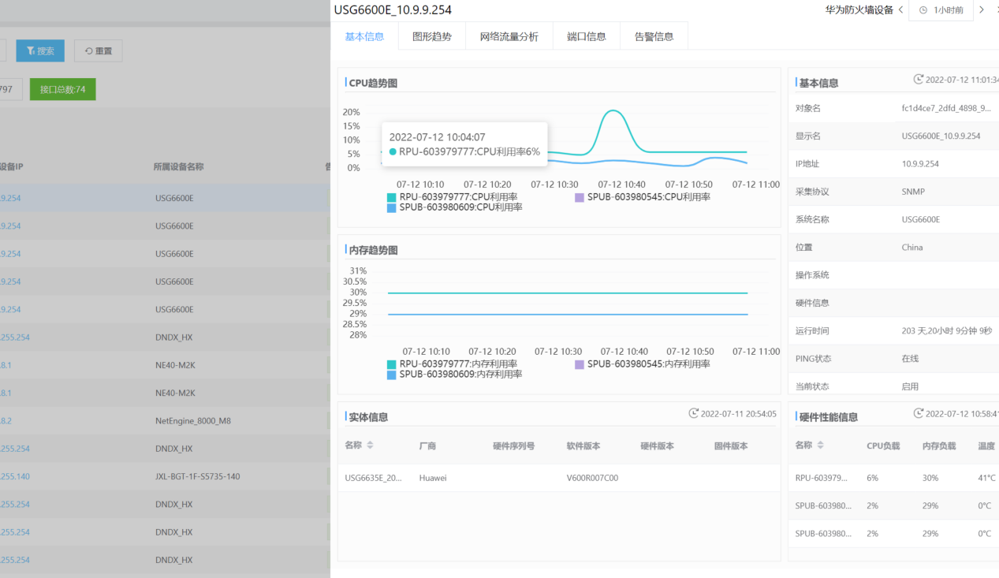 USG6600E_10.9.9.254
华为防火墙设备
1小时前
基本信息
图形趋势
网络流量分析
端口信息
告警信息
搜索
重置
797
接口总数:74
设备IP
所属设备名称
.9.254 USG6600E
.9.254 USG6600E
.9.254 USG6600E
.9.254 USG6600E
.9.254 USG6600E
.255.254 DNDX_HX
.8.1 NE40-M2K
.8.1 NE40-M2K
.8.2 NetEngine_8000_M8
.255.254 DNDX_HX
.255.140 JXL-BGT-1F-S5735-140
.255.254 DNDX_HX
.255.254 DNDX_HX
.255.254 DNDX_HX
CPU趋势图
20%
15%
10%
5%
0%
2022-07-12 10:04:07
RPU-603979777:CPU利用率6%
07-12 10:10 07-12 10:20 07-12 10:30 07-12 10:40 07-12 10:50 07-12 11:00
RPU-603979777:CPU利用率 SPUB-603980545:CPU利用率
SPUB-603980609:CPU利用率
内存趋势图
31%
30.5%
30%
29.5%
29%
28.5%
28%
07-12 10:10 07-12 10:20 07-12 10:30 07-12 10:40 07-12 10:50 07-12 11:00
RPU-603979777:内存利用率 SPUB-603980545:内存利用率
SPUB-603980609:内存利用率
实体信息 2022-07-11 20:54:05
名称 厂商 硬件序列号 软件版本 硬件版本 固件版本
USG6635E_20... Huawei V600R007C00
基本信息 2022-07-12 11:01:34
对象名 fc1d4ce7_2dfd_4898_9...
显示名 USG6600E_10.9.9.254
IP地址 10.9.9.254
采集协议 SNMP
系统名称 USG6600E
位置 China
操作系统
硬件信息
运行时间 203 天,20小时 9分钟 9秒
PING状态 在线
当前状态 启用
硬件性能信息 2022-07-12 10:58:41
名称 CPU负载 内存负载 温度
RPU-603979... 6% 30% 41°C
SPUB-603980... 2% 29% 0°C
SPUB-603980... 2% 29% 0°C